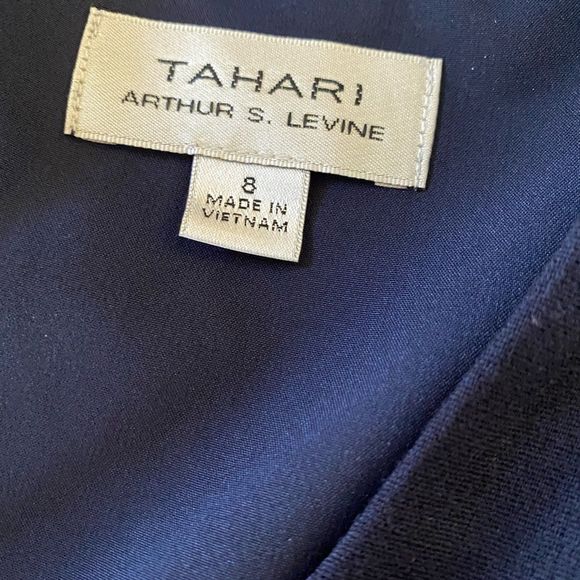 TAHARI
ARTHUR S. LEVINE
8
MADE IN
VIETNAM